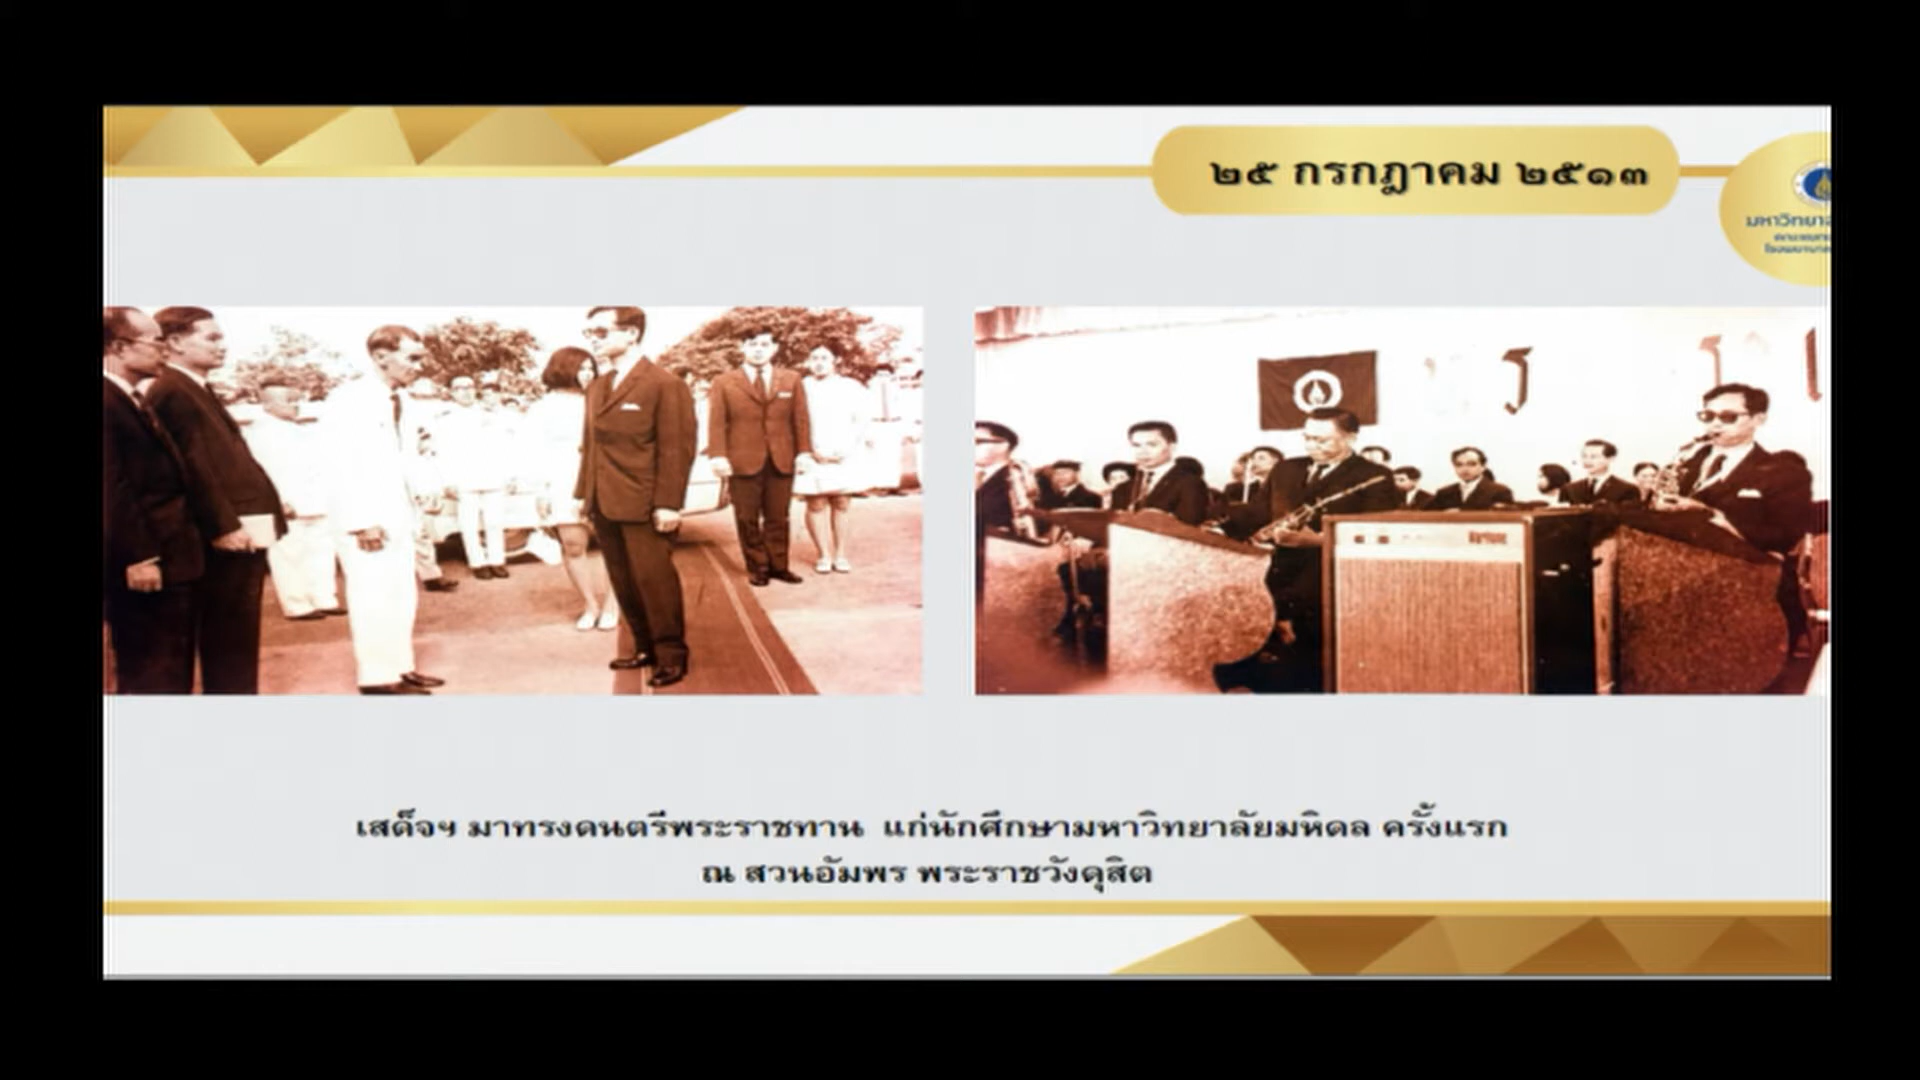 ๒๕ กรกฎาคม ๒๕๑๓
เสด็จฯ มาทรงดนตรีพระราชทาน แก่นักศึกษามหาวิทยาลัยมหิดล ครั้งแรก
ณ สวนอัมพร พระราชวังดุสิต